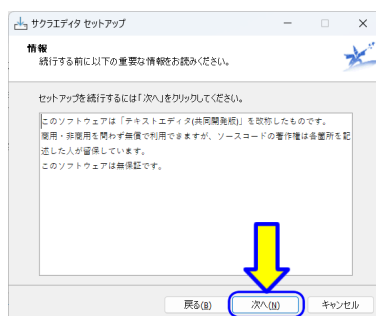 サクラエディタ セットアップ
情報
続行する前に以下の重要な情報をお読みください。
セットアップを続行するには「次へ」をクリックしてください。
このソフトウェアは「テキストエディタ(共同開発版)」を改称したものです。
商用・非商用を問わず無償で利用できますが、ソースコードの著作権は各箇所を記
述した人が留保しています。
このソフトウェアは無保証です。
戻る(B)
次へ(N)
キャンセル